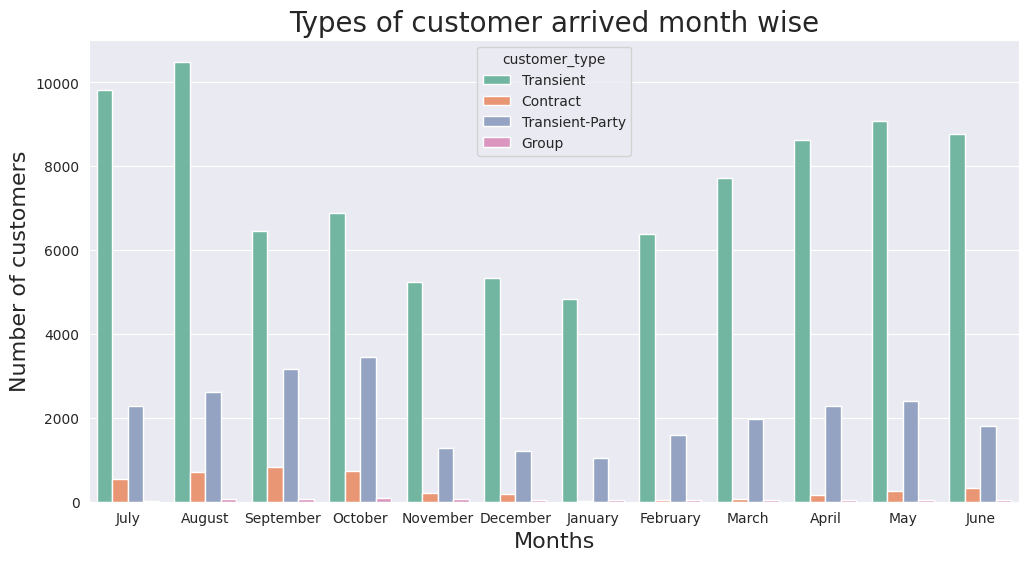 Types of customer arrived month wise
customer_type
Transient
Contract
Transient-Party
Group
Number of customers
10000
8000
6000
4000
2000
0
July August September October November December January February March April May June
Months